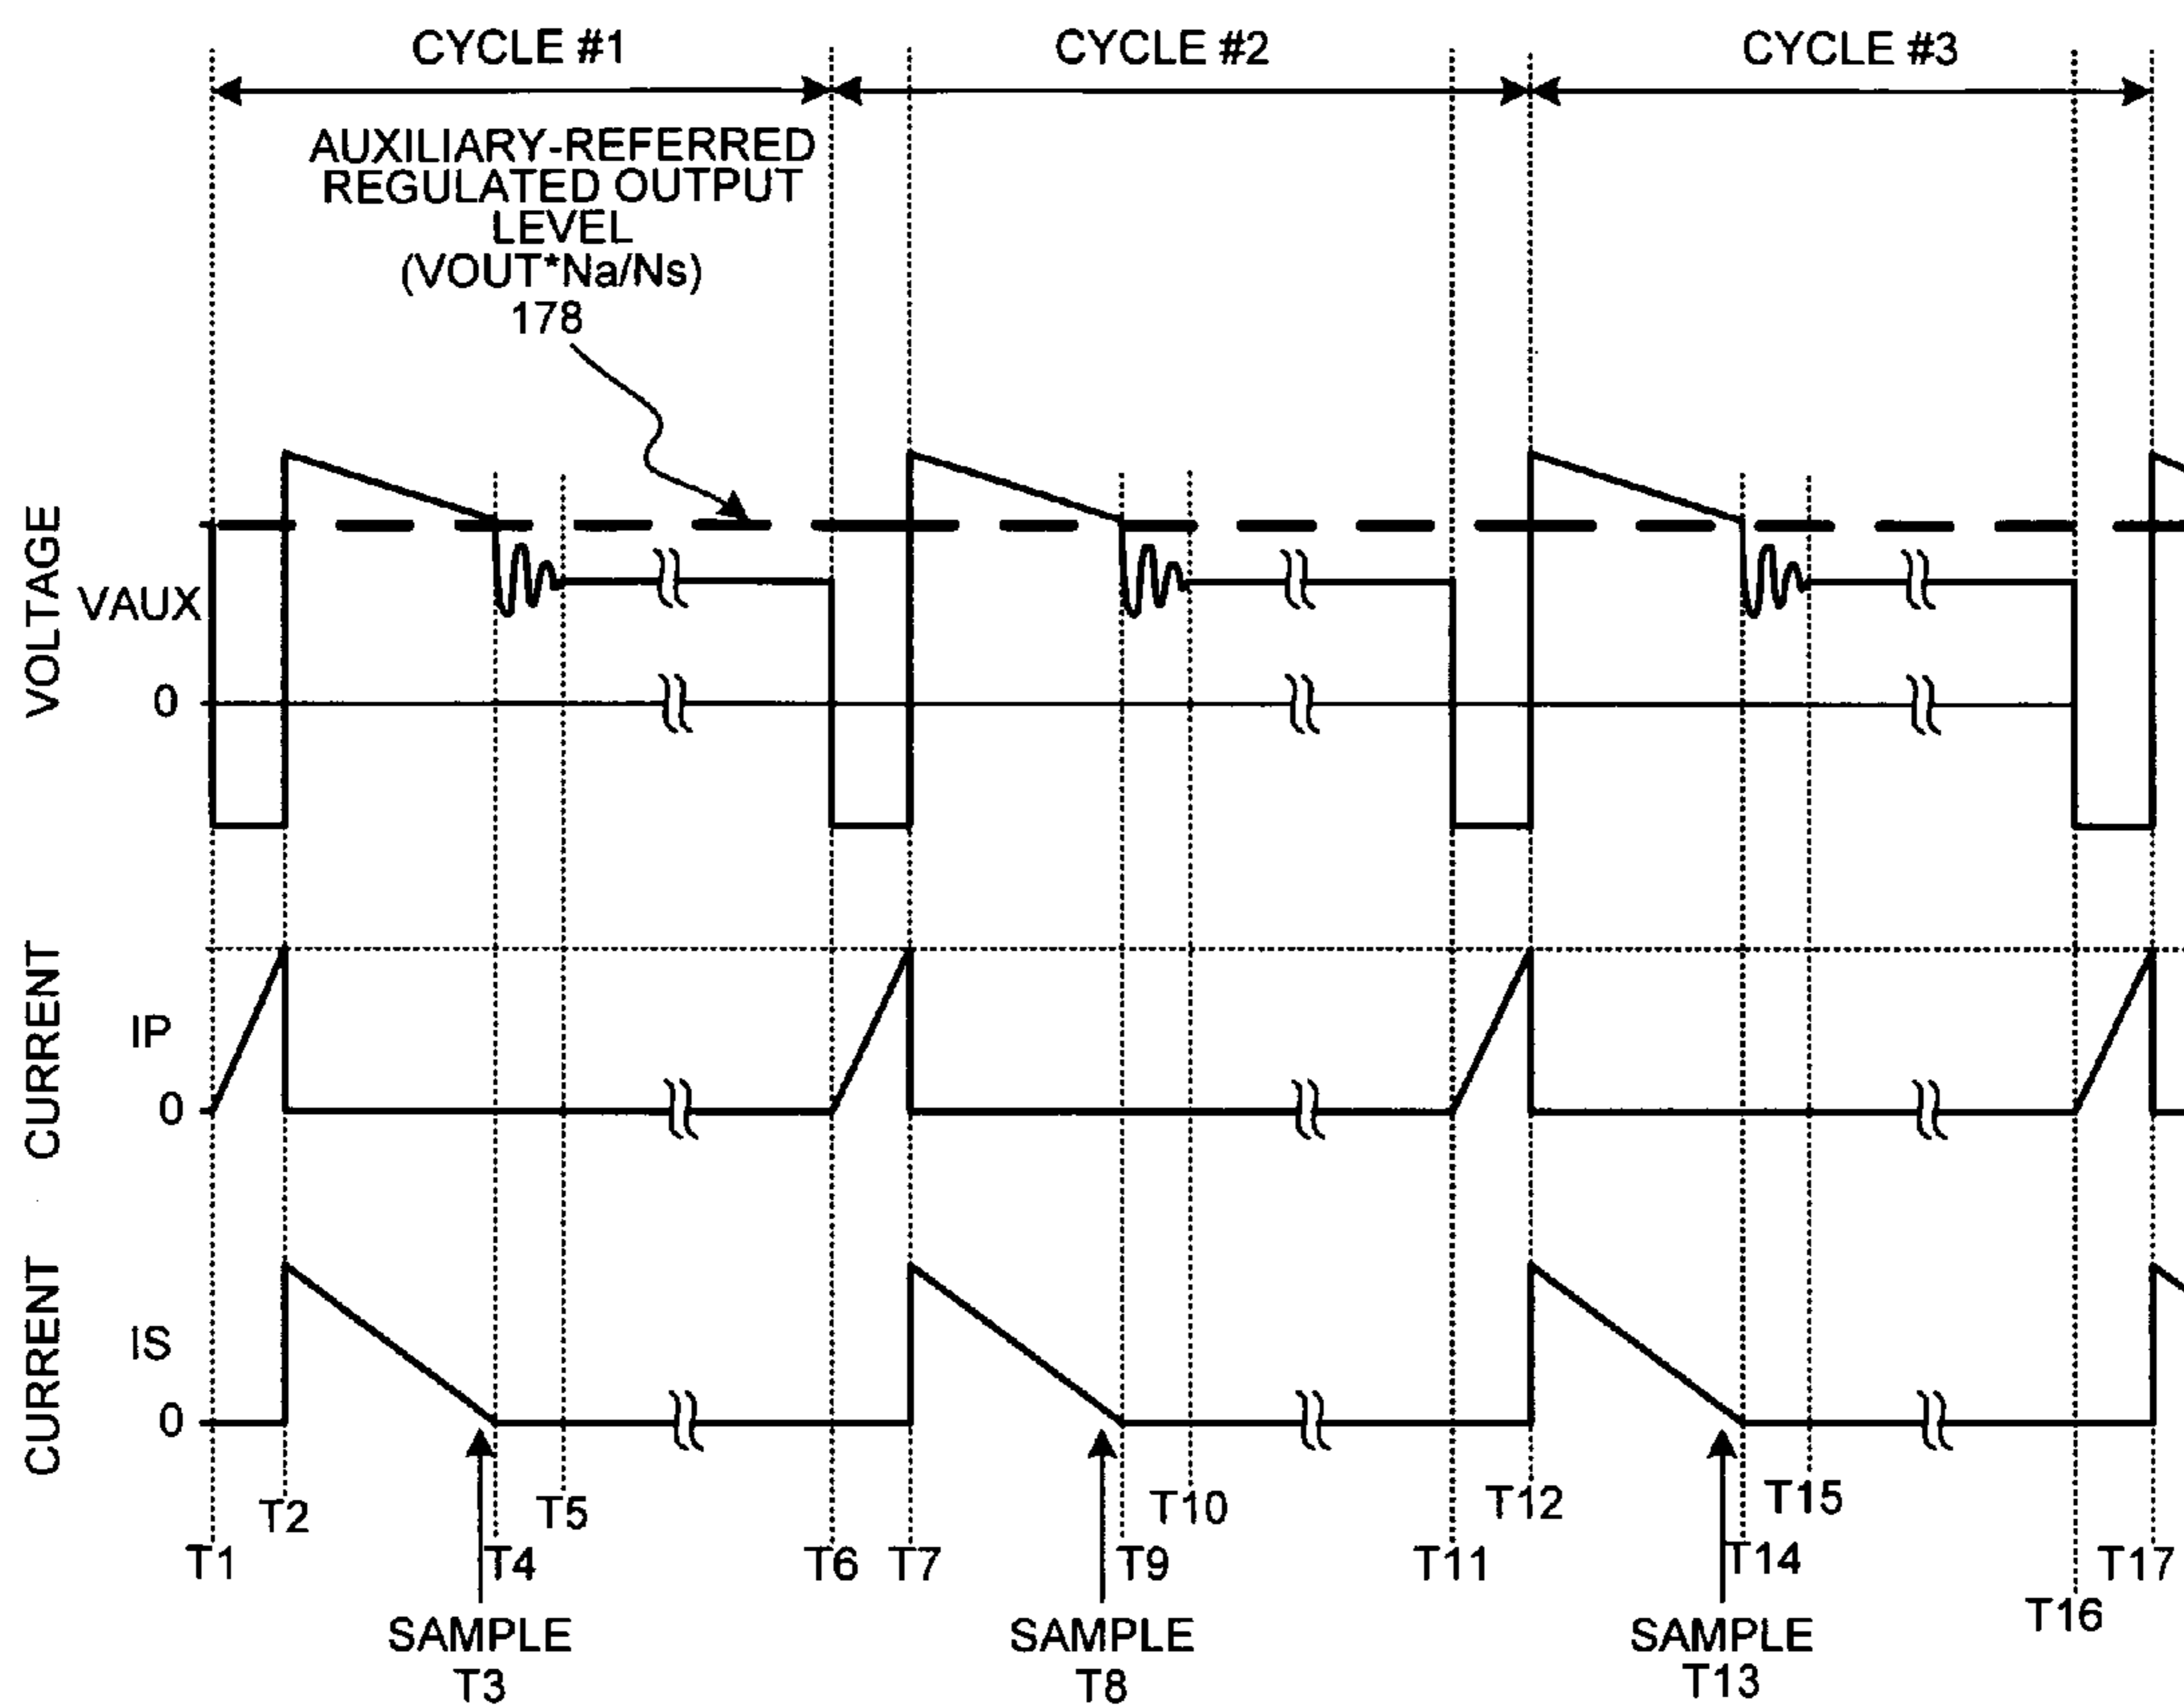 CYCLE #1
CYCLE #2
CYCLE #3
AUXILIARY-REFERRED
REGULATED OUTPUT
LEVEL
(VOUT*Na/Ns)
178
VOLTAGE
VAUX
0
CURRENT
IP
0
CURRENT
IS
0
T1
T2
T4
T5
T6
T7
T9
T10
T11
T12
T14
T15
T16
T17
SAMPLE
T3
SAMPLE
T8
SAMPLE
T13